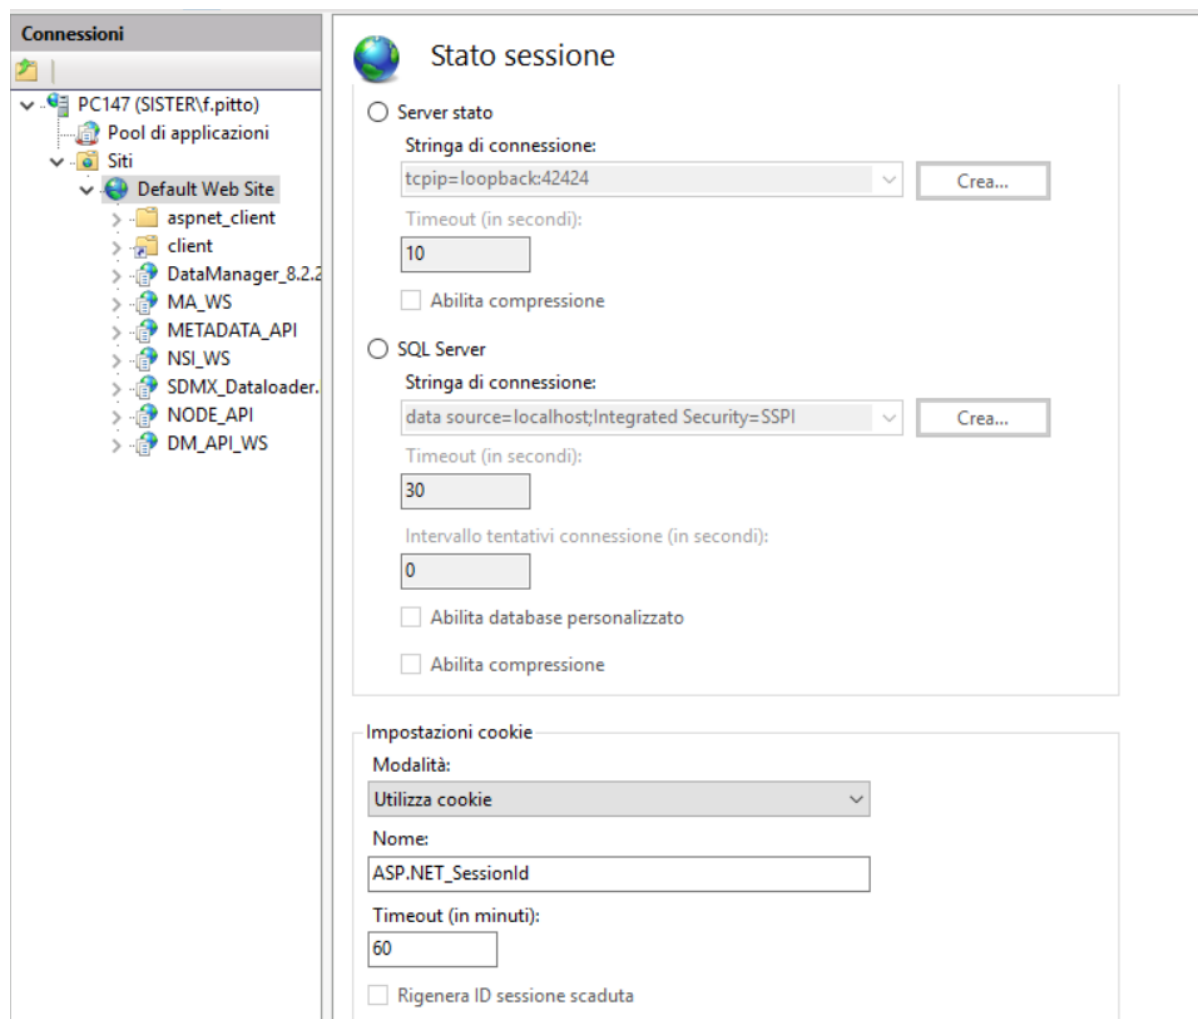 Connessioni
PC147 (SISTER\f.pitto)
Pool di applicazioni
Siti
Default Web Site
aspnet_client
client
DataManager_8.2.2
MA_WS
METADATA_API
NSI_WS
SDMX_Dataloader.
NODE_API
DM_API_WS
Stato sessione
Server stato
Stringa di connessione:
tcpip=loopback:42424
Crea...
Timeout (in secondi):
10
Abilita compressione
SQL Server
Stringa di connessione:
data source=localhost;Integrated Security=SSPI
Crea...
Timeout (in secondi):
30
Intervallo tentativi connessione (in secondi):
0
Abilita database personalizzato
Abilita compressione
Impostazioni cookie
Modalità:
Utilizza cookie
Nome:
ASP.NET_SessionId
Timeout (in minuti):
60
Rigenera ID sessione scaduta